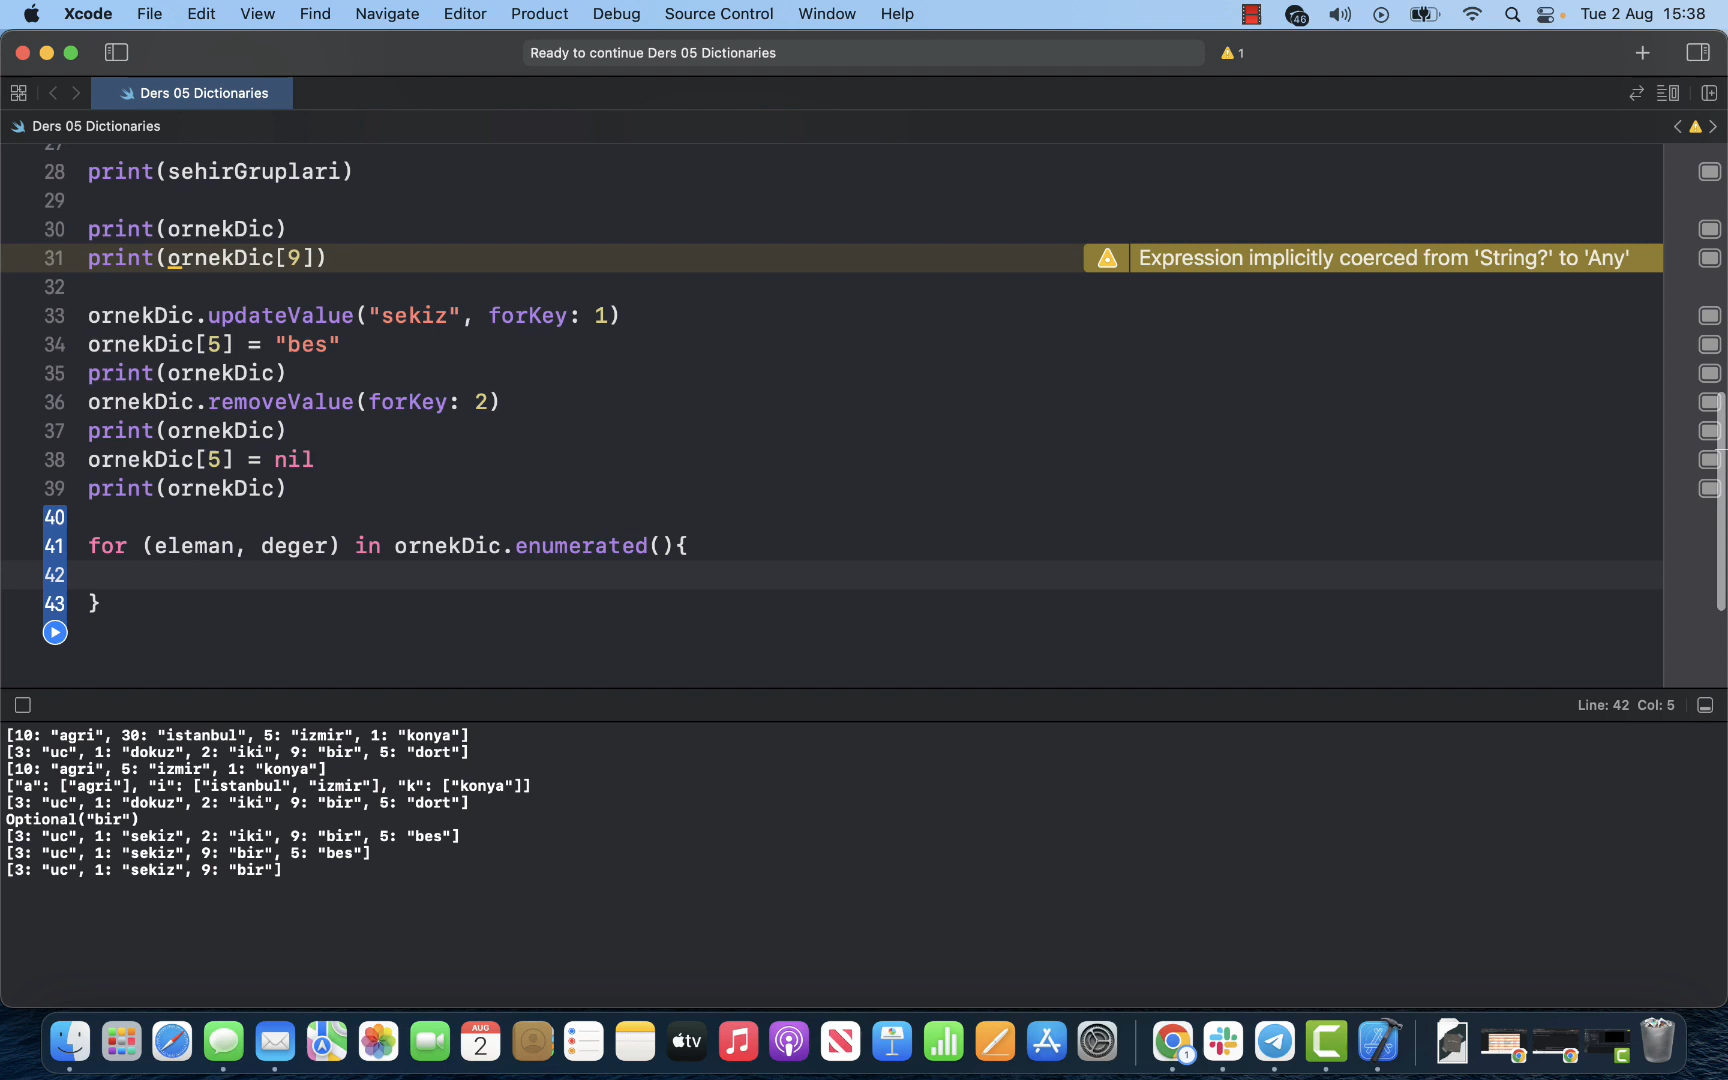 Xcode File Edit View Find Navigate Editor Product Debug Source Control Window Help 46 Tue 2 Aug 15:38
Ready to continue Ders 05 Dictionaries 1
Ders 05 Dictionaries
Ders 05 Dictionaries
27
28 print(sehirGruplari)
29
30 print(ornekDic)
31 print(ornekDic[9]) Expression implicitly coerced from 'String?' to 'Any'
32
33 ornekDic.updateValue("sekiz", forKey: 1)
34 ornekDic[5] = "bes"
35 print(ornekDic)
36 ornekDic.removeValue(forKey: 2)
37 print(ornekDic)
38 ornekDic[5] = nil
39 print(ornekDic)
40
41 for (eleman, deger) in ornekDic.enumerated(){
42
43 }
Line: 42 Col: 5
[10: "agri", 30: "istanbul", 5: "izmir", 1: "konya"]
[3: "uc", 1: "dokuz", 2: "iki", 9: "bir", 5: "dort"]
[10: "agri", 5: "izmir", 1: "konya"]
["a": ["agri"], "i": ["istanbul", "izmir"], "k": ["konya"]]
[3: "uc", 1: "dokuz", 2: "iki", 9: "bir", 5: "dort"]
Optional("bir")
[3: "uc", 1: "sekiz", 2: "iki", 9: "bir", 5: "bes"]
[3: "uc", 1: "sekiz", 9: "bir", 5: "bes"]
[3: "uc", 1: "sekiz", 9: "bir"]
AUG
2
tv
1